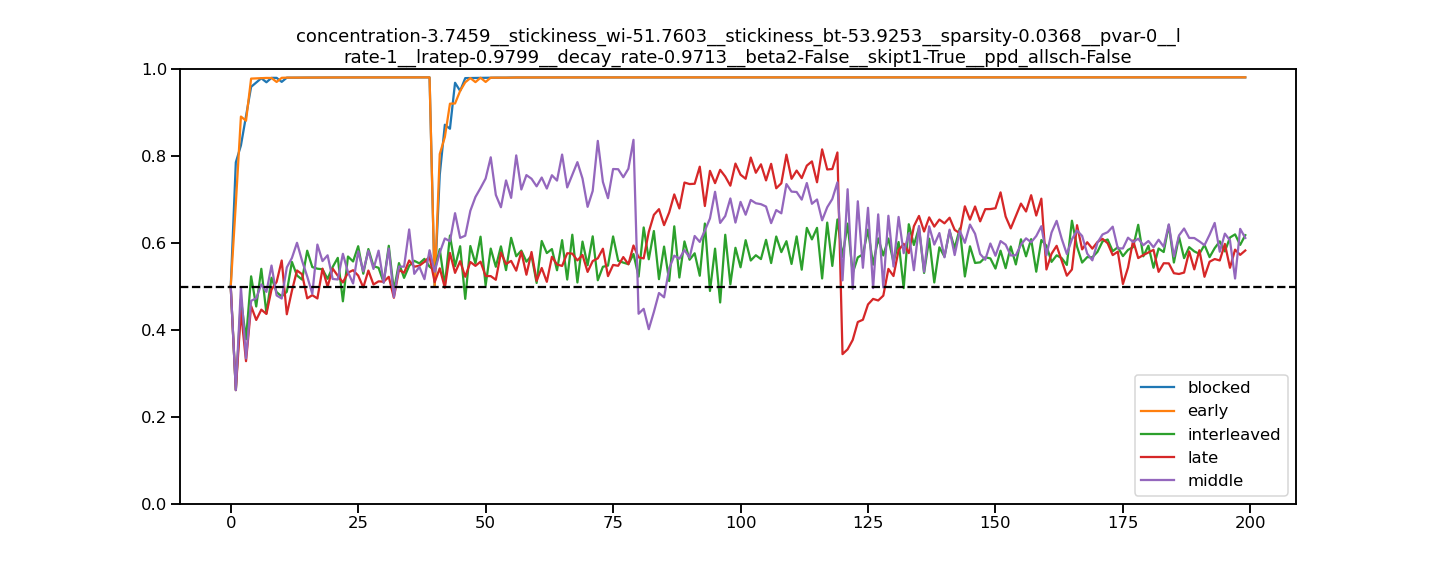 concentration-3.7459__stickiness_wi-51.7603__stickiness_bt-53.9253__sparsity-0.0368__pvar-0__l
rate-1__lratep-0.9799__decay_rate-0.9713__beta2-False__skipt1-True__ppd_allsch-False
1.0
0.8
0.6
0.4
0.2
0.0
0 25 50 75 100 125 150 175 200
blocked
early
interleaved
late
middle